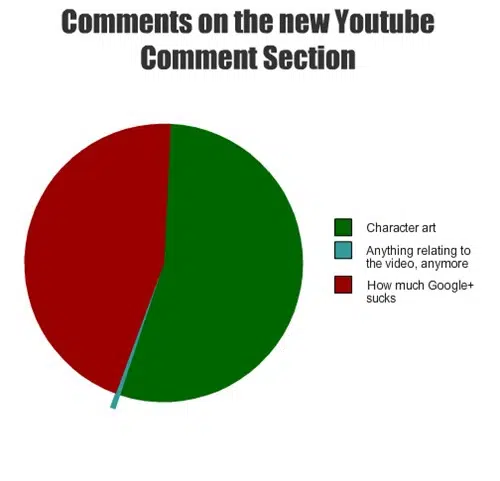 Comments on the new Youtube
Comment Section
Character art
Anything relating to
the video, anymore
How much Google+
sucks